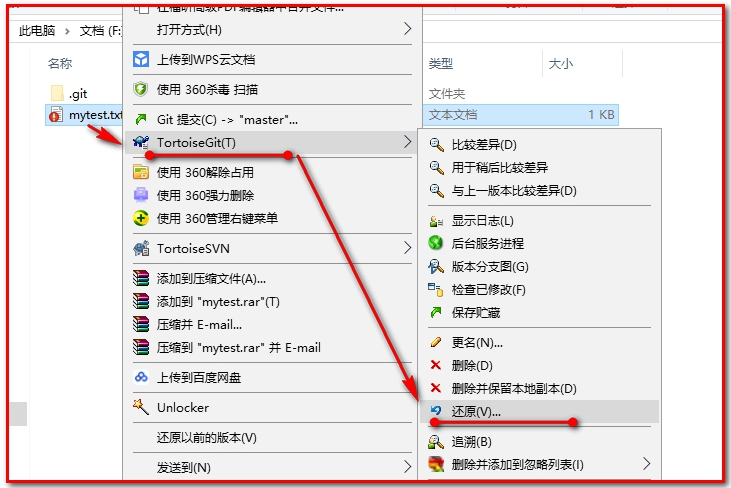 此电脑 > 文档 (F:)
名称
类型
大小
.git
文件夹
mytest.txt
文本文档
1 KB
打开方式(H)
上传到WPS云文档
使用 360杀毒 扫描
Git 提交(C) -> "master"...
TortoiseGit(T)
使用 360解除占用
使用 360强力删除
使用 360管理右键菜单
TortoiseSVN
添加到压缩文件(A)...
添加到 "mytest.rar"(T)
压缩并 E-mail...
压缩到 "mytest.rar" 并 E-mail
上传到百度网盘
Unlocker
还原以前的版本(V)
发送到(N)
比较差异(D)
用于稍后比较差异
与上一版本比较差异(D)
显示日志(L)
后台服务进程
版本分支图(G)
检查已修改(F)
保存贮藏
更名(N)...
删除(D)
删除并保留本地副本(D)
还原(V)...
追溯(B)
删除并添加到忽略列表(I)